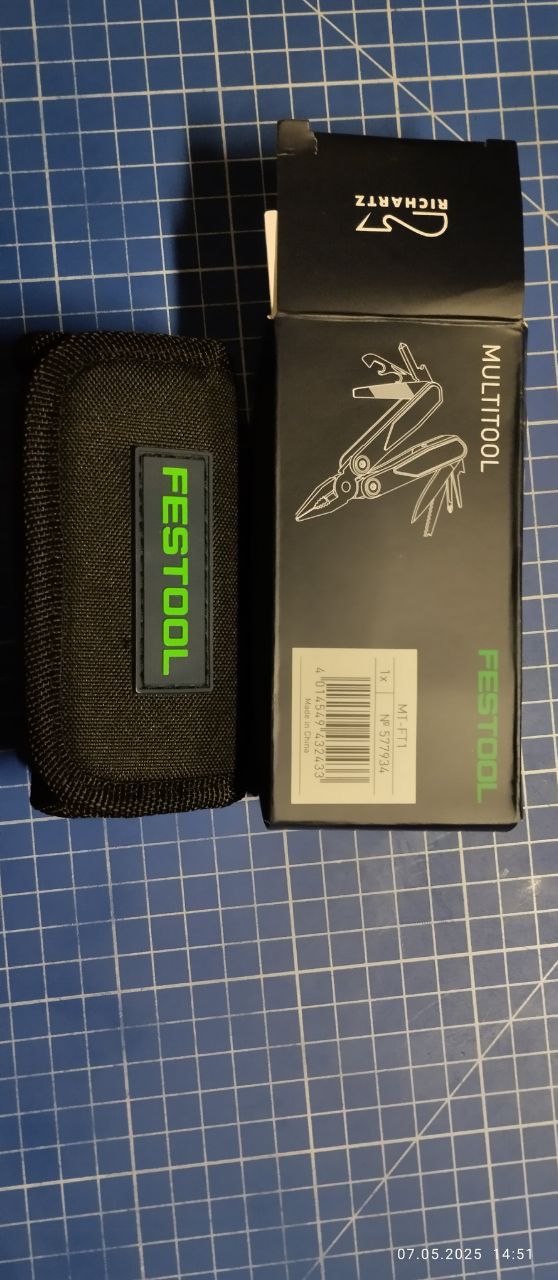 FESTOOL
RICHARTZ
MULTITOOL
FESTOOL
MT-FT1
1x Nº 577934
4 014549 432433
Made in China
07.05.2025 14:51